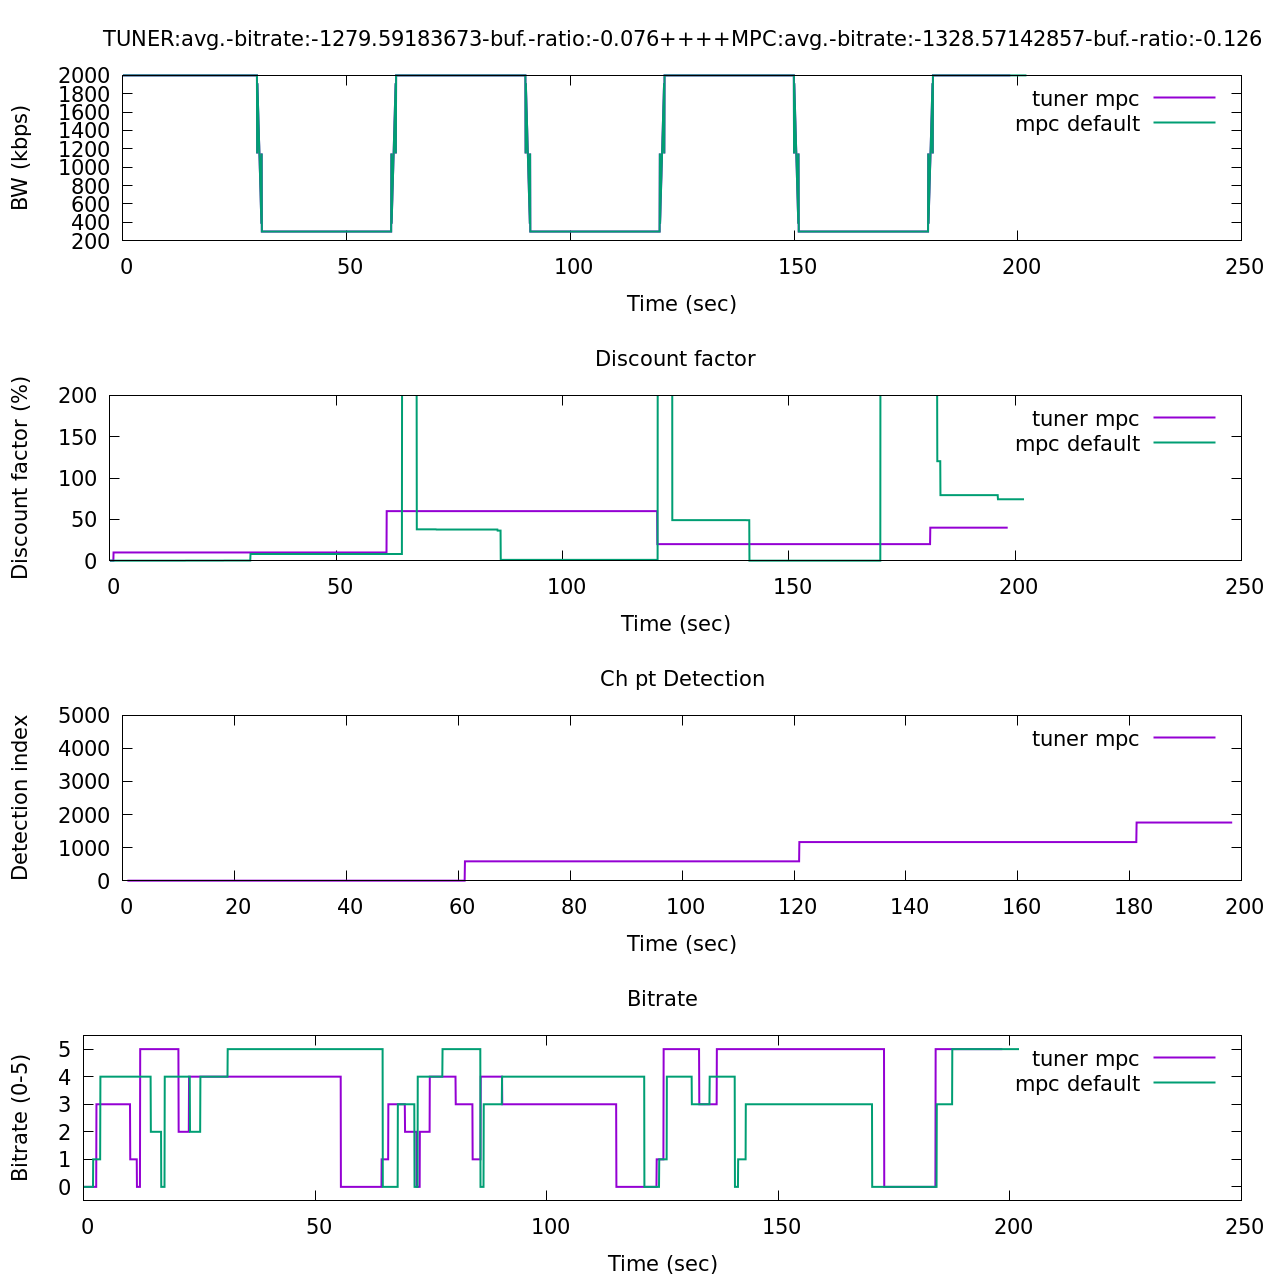 TUNER:avg.-bitrate:-1279.59183673-buf.-ratio:-0.076++++MPC:avg.-bitrate:-1328.57142857-buf.-ratio:-0.126
BW (kbps)
2000
1800
1600
1400
1200
1000
800
600
400
200
tuner mpc
mpc default
0 50 100 150 200 250
Time (sec)
Discount factor
Discount factor (%)
200
150
100
50
0
tuner mpc
mpc default
0 50 100 150 200 250
Time (sec)
Ch pt Detection
Detection index
5000
4000
3000
2000
1000
0
tuner mpc
0 20 40 60 80 100 120 140 160 180 200
Time (sec)
Bitrate
Bitrate (0-5)
5
4
3
2
1
0
tuner mpc
mpc default
0 50 100 150 200 250
Time (sec)